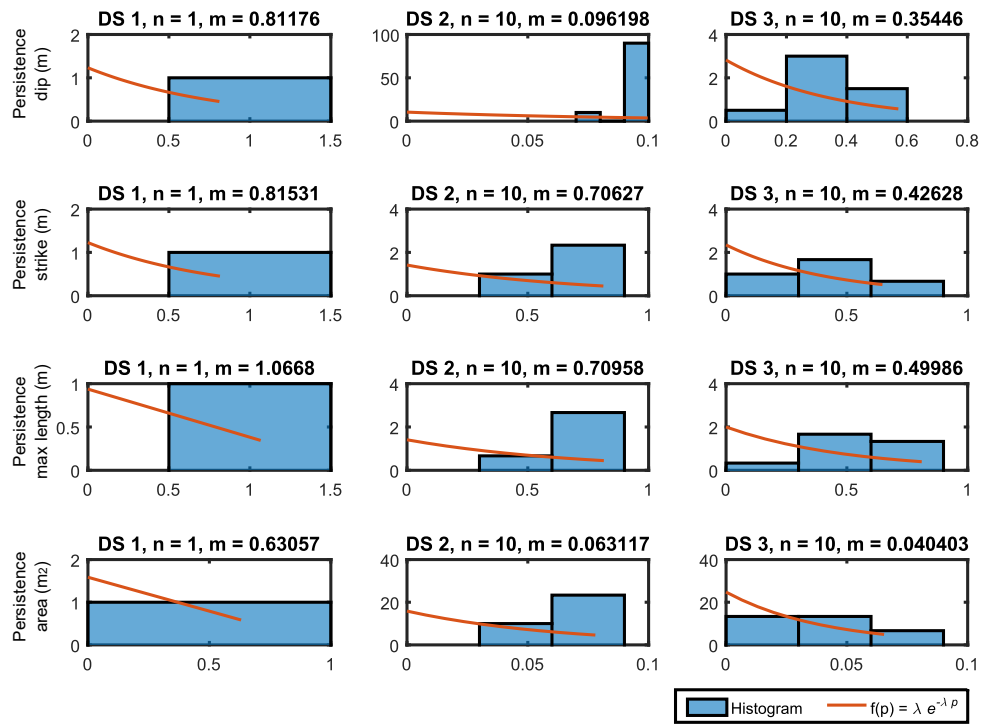 DS 1, n = 1, m = 0.81176
DS 2, n = 10, m = 0.096198
DS 3, n = 10, m = 0.35446
Persistence
dip (m)
2
1
0
0 0.5 1 1.5
100
50
0
0 0.05 0.1
4
2
0
0 0.2 0.4 0.6 0.8
DS 1, n = 1, m = 0.81531
DS 2, n = 10, m = 0.70627
DS 3, n = 10, m = 0.42628
Persistence
strike (m)
2
1
0
0 0.5 1 1.5
4
2
0
0 0.5 1
4
2
0
0 0.5 1
DS 1, n = 1, m = 1.0668
DS 2, n = 10, m = 0.70958
DS 3, n = 10, m = 0.49986
Persistence
max length (m)
1
0.5
0
0 0.5 1 1.5
4
2
0
0 0.5 1
4
2
0
0 0.5 1
DS 1, n = 1, m = 0.63057
DS 2, n = 10, m = 0.063117
DS 3, n = 10, m = 0.040403
Persistence
area (m2)
2
1
0
0 0.5 1
40
20
0
0 0.05 0.1
40
20
0
0 0.05 0.1
Histogram
f(p) = λ e^-λ p